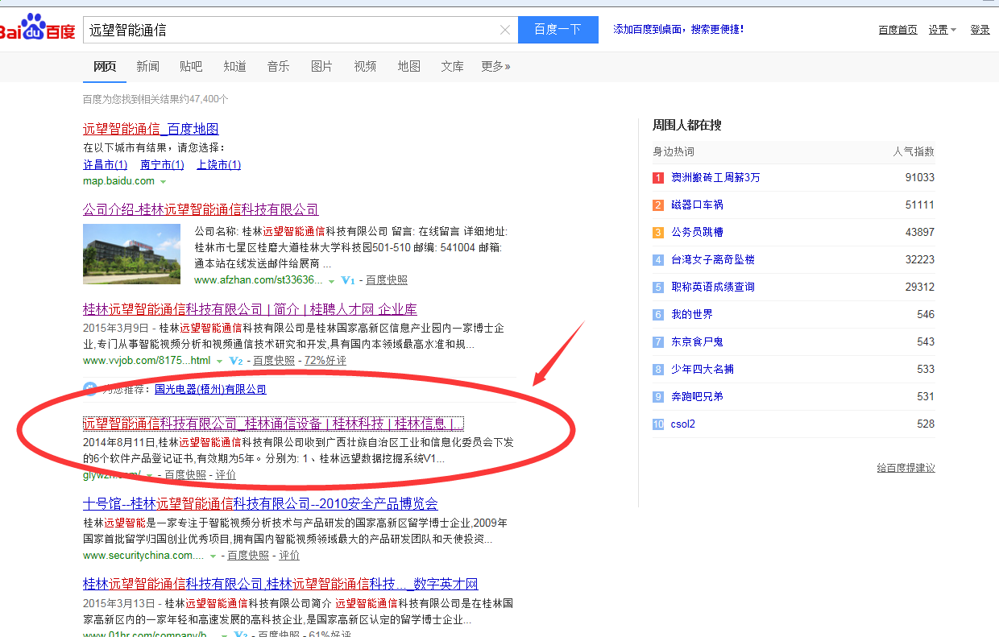 Bai du 百度
远望智能通信
百度一下
添加百度到桌面，搜索更便捷！
百度首页 设置 登录
网页 新闻 贴吧 知道 音乐 图片 视频 地图 文库 更多»
百度为您找到相关结果约47,400个
远望智能通信_百度地图
在以下城市有结果，请您选择：
许昌市(1) 南宁市(1) 上饶市(1)
map.baidu.com
公司介绍-桂林远望智能通信科技有限公司
公司名称: 桂林远望智能通信科技有限公司 留言: 在线留言 详细地址:
桂林市七星区桂磨大道桂林大学科技园501-510 邮编: 541004 邮箱:
通本站在线发送邮件给展商 ...
www.afzhan.com/st33636... V1 - 百度快照
桂林远望智能通信科技有限公司 | 简介 | 桂聘人才网 企业库
2015年3月9日 - 桂林远望智能通信科技有限公司是桂林国家高新区信息产业园内一家博士企
业,专门从事智能视频分析和视频通信技术研究和开发,具有国内本领域最高水准和规...
www.vvjob.com/8175...html V2 - 百度快照 - 72%好评
为您推荐：国光电器(梧州)有限公司
远望智能通信科技有限公司_桂林通信设备 | 桂林科技 | 桂林信息 |...
2014年8月11日,桂林远望智能通信科技有限公司收到广西壮族自治区工业和信息化委员会下发
的6个软件产品登记证书,有效期为5年。分别为: 1、桂林远望数据挖掘系统V1...
glywzn.com/ - 百度快照 - 评价
十号馆--桂林远望智能通信科技有限公司--2010安全产品博览会
桂林远望智能是一家专注于智能视频分析技术与产品研发的国家高新区留学博士企业,2009年
国家首批留学归国创业优秀项目,拥有国内智能视频领域最大的产品研发团队和天使投资...
www.securitychina.com.... - 百度快照 - 评价
桂林远望智能通信科技有限公司,桂林远望智能通信科技..._数字英才网
2015年3月13日 - 桂林远望智能通信科技有限公司简介 远望智能通信科技有限公司是在桂林国
家高新区内的一家年轻和高速发展的高科技企业,是国家高新区认定的留学博士企业...
www.01hr.com/company/b... V2 - 百度快照 - 61%好评
周围人都在搜
身边热词 人气指数
1 澳洲搬砖工周薪3万 91033
2 磁器口车祸 51111
3 公务员跳槽 43897
4 台湾女子离奇坠楼 32223
5 职称英语成绩查询 29312
6 我的世界 546
7 东京食尸鬼 543
8 少年四大名捕 533
9 奔跑吧兄弟 531
10 csol2 528
给百度提建议